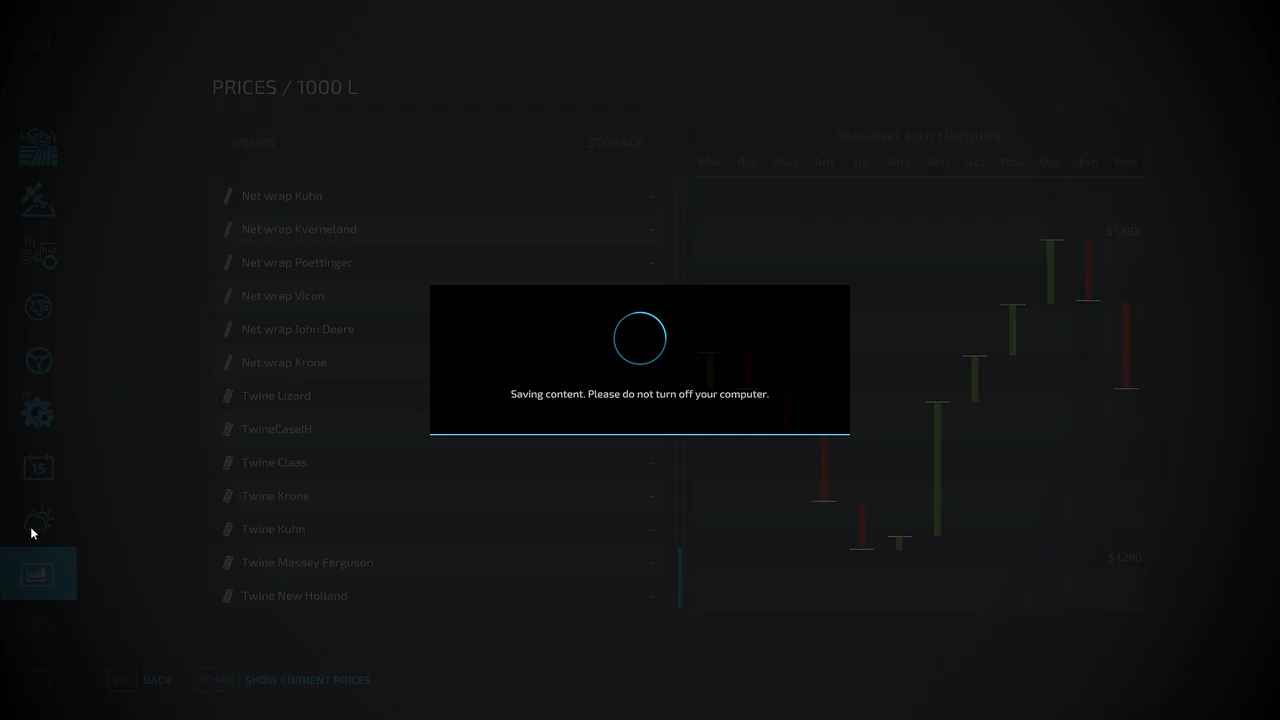 PRICES / 1000 L
GOODS STORAGE
SEASONAL FLUCTUATIONS
Mar Apr May Jun Jul Aug Sep Oct Nov Dec Jan Feb
Net wrap Kuhn -
Net wrap Kverneland -
$ 1.893
Net wrap Poettinger -
Net wrap Vicon
Net wrap John Deere
Net wrap Krone
Twine Lizard
TwineCaseIH
Twine Claas -
Twine Krone -
Twine Kuhn -
Twine Massey Ferguson -
$ 1.290
Twine New Holland -
Saving content. Please do not turn off your computer.
15
ESC BACK SPACE SHOW CURRENT PRICES